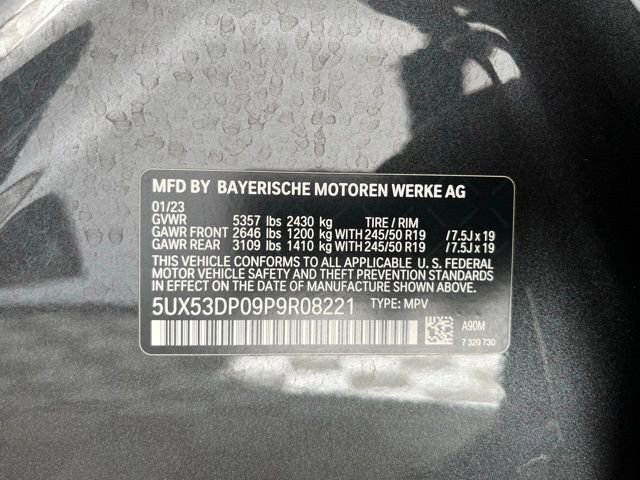 MFD BY BAYERISCHE MOTOREN WERKE AG
01/23
GVWR 5357 lbs 2430 kg TIRE / RIM
GAWR FRONT 2646 lbs 1200 kg WITH 245/50 R19 /7.5J x 19
GAWR REAR 3109 lbs 1410 kg WITH 245/50 R19 /7.5J x 19
THIS VEHICLE CONFORMS TO ALL APPLICABLE U. S. FEDERAL
MOTOR VEHICLE SAFETY AND THEFT PREVENTION STANDARDS
IN EFFECT ON THE DATE OF MANUFACTURE SHOWN ABOVE.
5UX53DP09P9R08221 TYPE: MPV
A90M
7 320 730